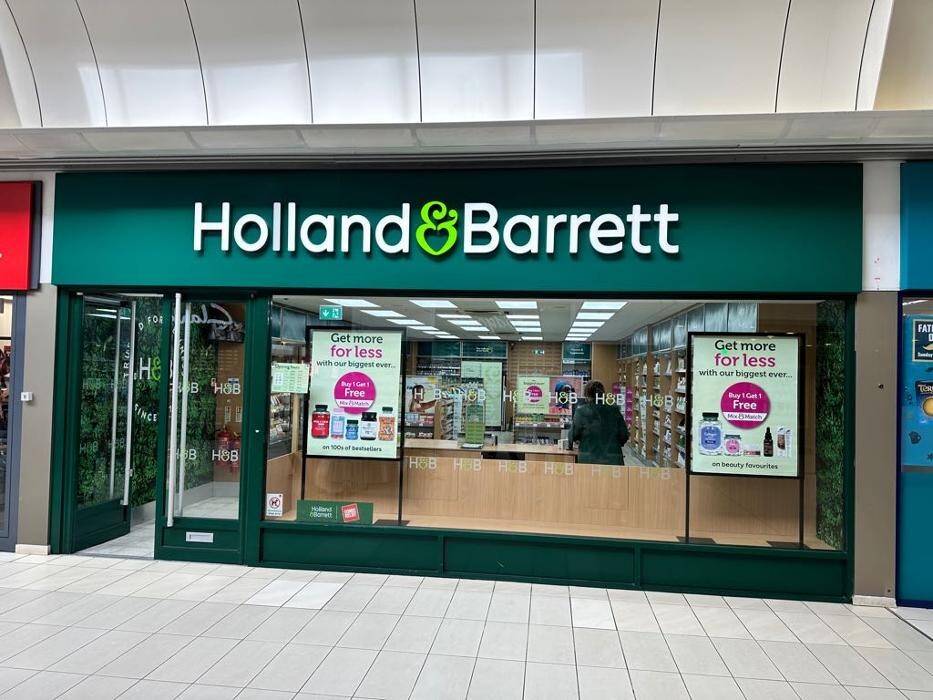 Holland & Barrett
Get more
for less
with our biggest ever...
Buy 1 Get 1
Free
Mix & Match
on 100s of bestsellers
Get more
for less
with our biggest ever...
Buy 1 Get 1
Free
Mix & Match
on beauty favourites
H&B
H&B
H&B
H&B
H&B
H&B
H&B
H&B
H&B
H&B
H&B
H&B
Holland
& Barrett